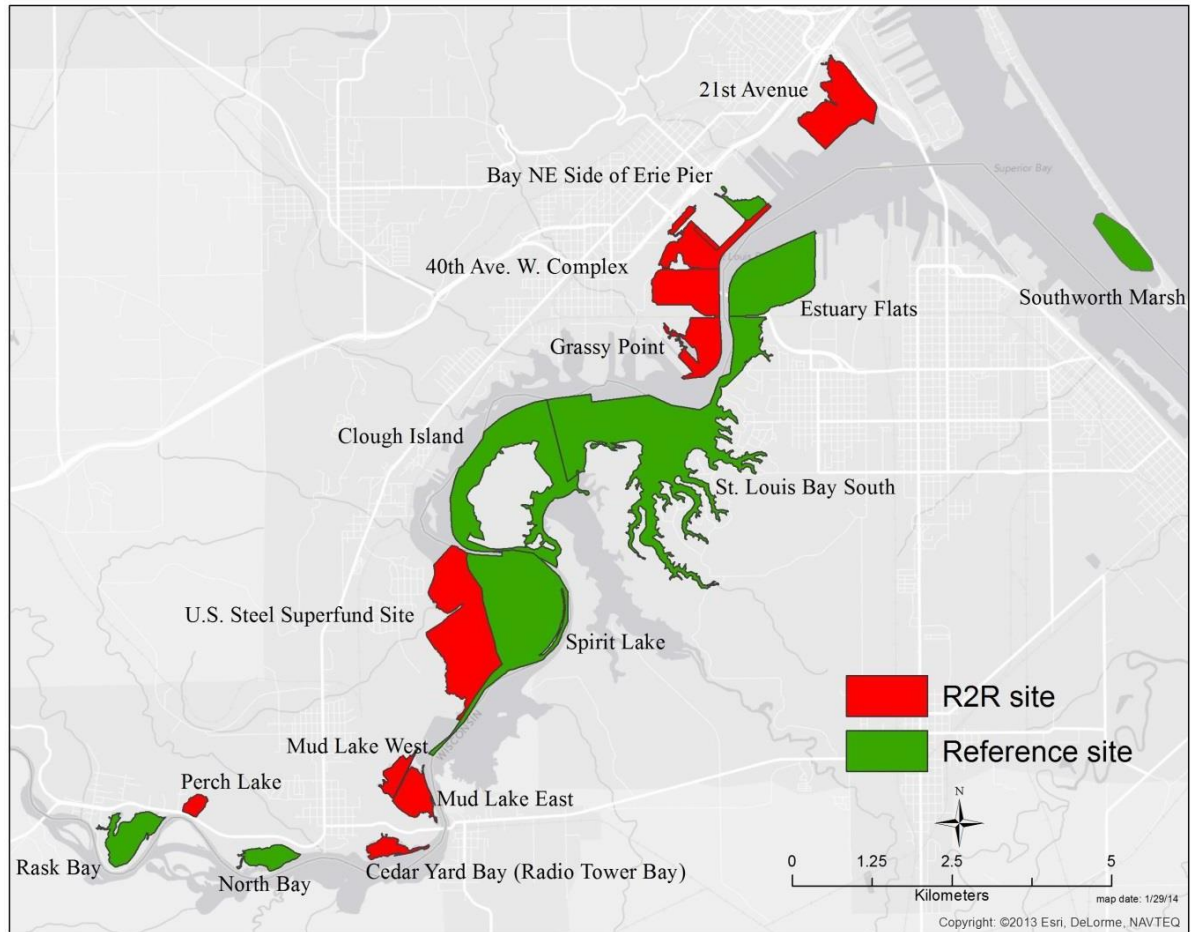 21st Avenue
Bay NE Side of Erie Pier
Superior Bay
40th Ave. W. Complex
Southworth Marsh
Estuary Flats
Grassy Point
Clough Island
St. Louis Bay South
U.S. Steel Superfund Site
Spirit Lake
R2R site
Reference site
WISCONSIN
Mud Lake West
Perch Lake
Mud Lake East
Rask Bay
North Bay
Cedar Yard Bay (Radio Tower Bay)
N
0 1.25 2.5 5
Kilometers
map date: 1/29/14
Copyright: ©2013 Esri, DeLorme, NAVTEQ